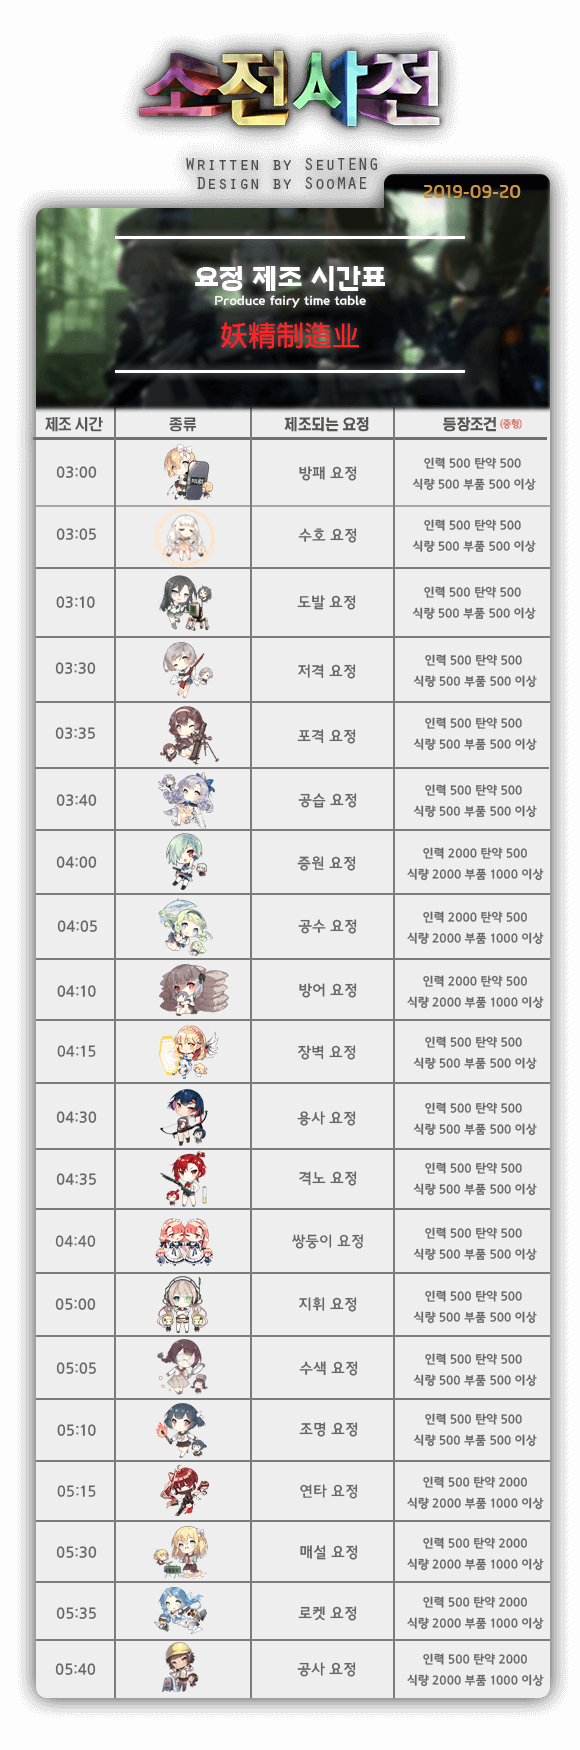 소전사전
WRITTEN BY SEUTENG
DESIGN BY SOOMAE
2019-09-20
요정 제조 시간표
Produce fairy time table
妖精制造业
제조 시간 종류 제조되는 요정 등장조건 (중형)
03:00 방패 요정 인력 500 탄약 500
식량 500 부품 500 이상
03:05 수호 요정 인력 500 탄약 500
식량 500 부품 500 이상
03:10 도발 요정 인력 500 탄약 500
식량 500 부품 500 이상
03:30 저격 요정 인력 500 탄약 500
식량 500 부품 500 이상
03:35 포격 요정 인력 500 탄약 500
식량 500 부품 500 이상
03:40 공습 요정 인력 500 탄약 500
식량 500 부품 500 이상
04:00 증원 요정 인력 2000 탄약 500
식량 2000 부품 1000 이상
04:05 공수 요정 인력 2000 탄약 500
식량 2000 부품 1000 이상
04:10 방어 요정 인력 2000 탄약 500
식량 2000 부품 1000 이상
04:15 장벽 요정 인력 500 탄약 500
식량 500 부품 500 이상
04:30 용사 요정 인력 500 탄약 500
식량 500 부품 500 이상
04:35 격노 요정 인력 500 탄약 500
식량 500 부품 500 이상
04:40 쌍둥이 요정 인력 500 탄약 500
식량 500 부품 500 이상
05:00 지휘 요정 인력 500 탄약 500
식량 500 부품 500 이상
05:05 수색 요정 인력 500 탄약 500
식량 500 부품 500 이상
05:10 조명 요정 인력 500 탄약 500
식량 500 부품 500 이상
05:15 연타 요정 인력 500 탄약 2000
식량 2000 부품 1000 이상
05:30 매설 요정 인력 500 탄약 2000
식량 2000 부품 1000 이상
05:35 로켓 요정 인력 500 탄약 2000
식량 2000 부품 1000 이상
05:40 공사 요정 인력 500 탄약 2000
식량 2000 부품 1000 이상